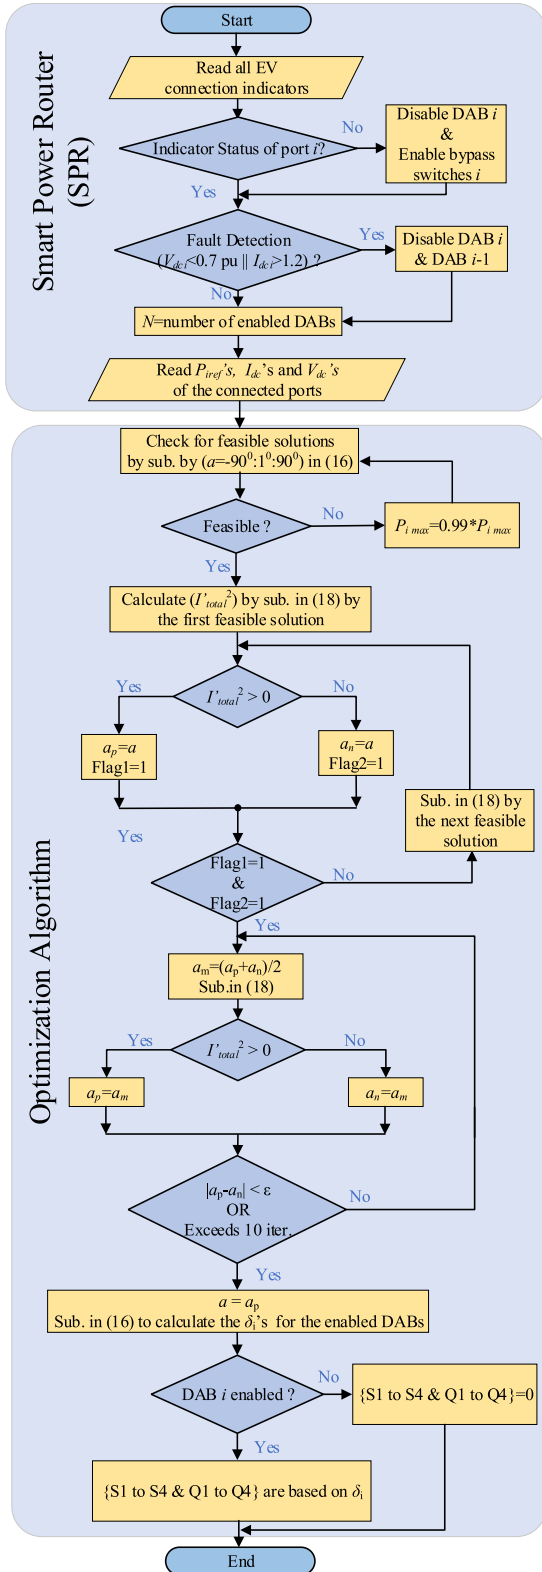 Start
Smart Power Router
(SPR)
Read all EV
connection indicators
Indicator Status of port i?
No
Disable DAB i
&
Enable bypass
switches i
Yes
Fault Detection
(Vdci<0.7 pu || Idci>1.2) ?
Yes
Disable DAB i
& DAB i-1
No
N=number of enabled DABs
Read Piref's, Idc's and Vdc's
of the connected ports
Optimization Algorithm
Check for feasible solutions
by sub. by (a=-90⁰:1⁰:90⁰) in (16)
Feasible ?
No
Pi max=0.99*Pi max
Yes
Calculate (I'total²) by sub. in (18) by
the first feasible solution
I'total² > 0
Yes
No
ap=a
Flag1=1
an=a
Flag2=1
Sub. in (18) by
the next feasible
solution
Yes
Flag1=1
&
Flag2=1
No
Yes
am=(ap+an)/2
Sub.in (18)
I'total² > 0
Yes
No
ap=am
an=am
|ap-an| < ε
OR
Exceeds 10 iter.
No
Yes
a = ap
Sub. in (16) to calculate the δi's for the enabled DABs
DAB i enabled ?
No
{S1 to S4 & Q1 to Q4}=0
Yes
{S1 to S4 & Q1 to Q4} are based on δi
End